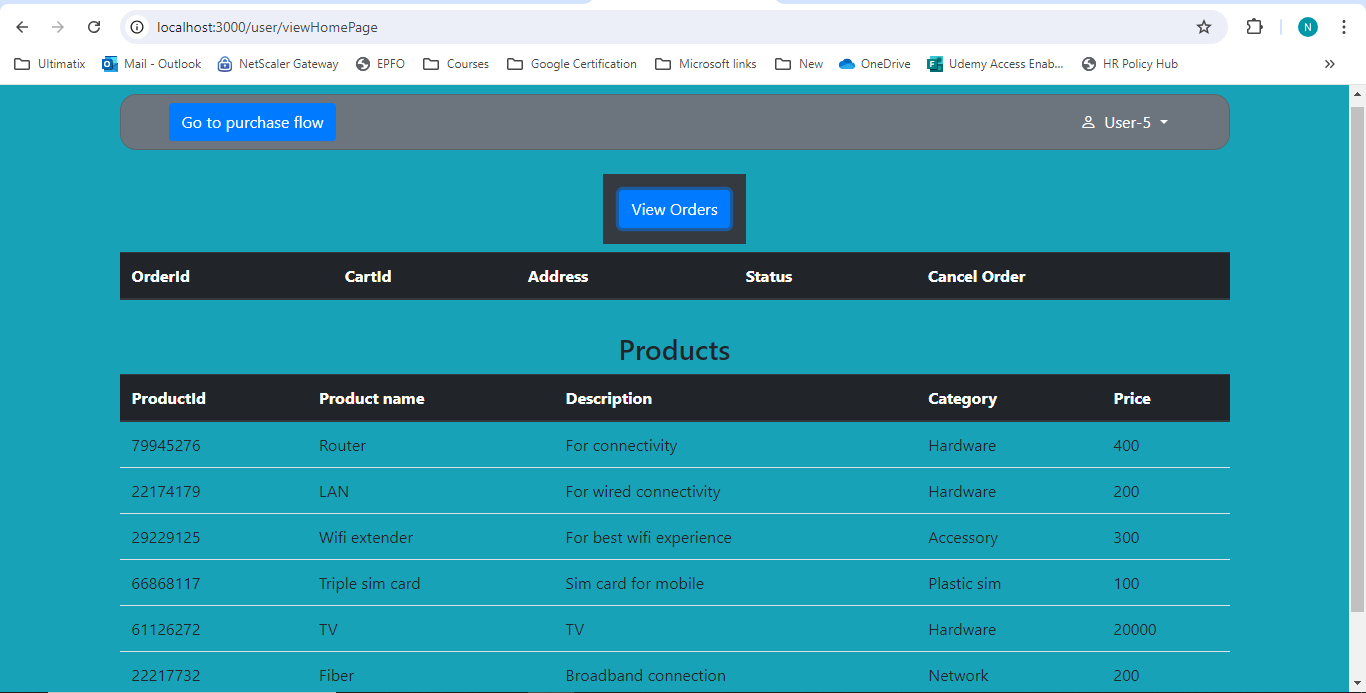 localhost:3000/user/viewHomePage
N
Ultimatix Mail - Outlook NetScaler Gateway EPFO Courses Google Certification Microsoft links New OneDrive Udemy Access Enab... HR Policy Hub »
Go to purchase flow User-5
View Orders
OrderId CartId Address Status Cancel Order
Products
ProductId Product name Description Category Price
79945276 Router For connectivity Hardware 400
22174179 LAN For wired connectivity Hardware 200
29229125 Wifi extender For best wifi experience Accessory 300
66868117 Triple sim card Sim card for mobile Plastic sim 100
61126272 TV TV Hardware 20000
22217732 Fiber Broadband connection Network 200